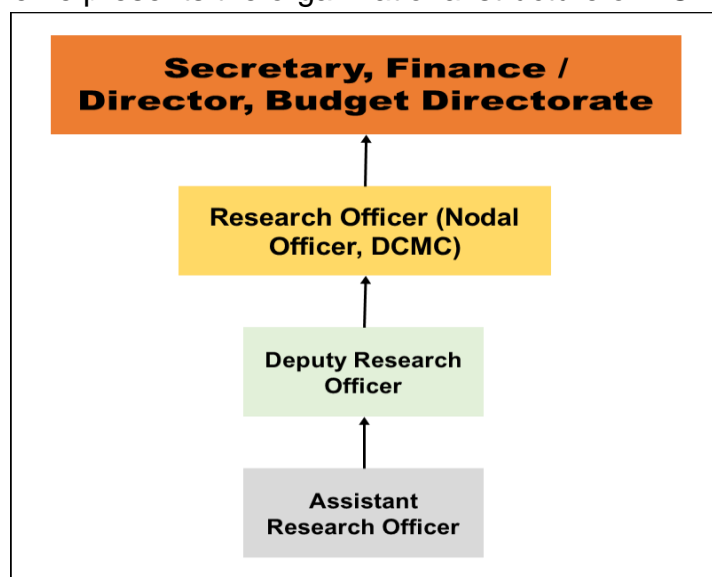 Secretary, Finance /
Director, Budget Directorate
Research Officer (Nodal
Officer, DCMC)
Deputy Research
Officer
Assistant
Research Officer